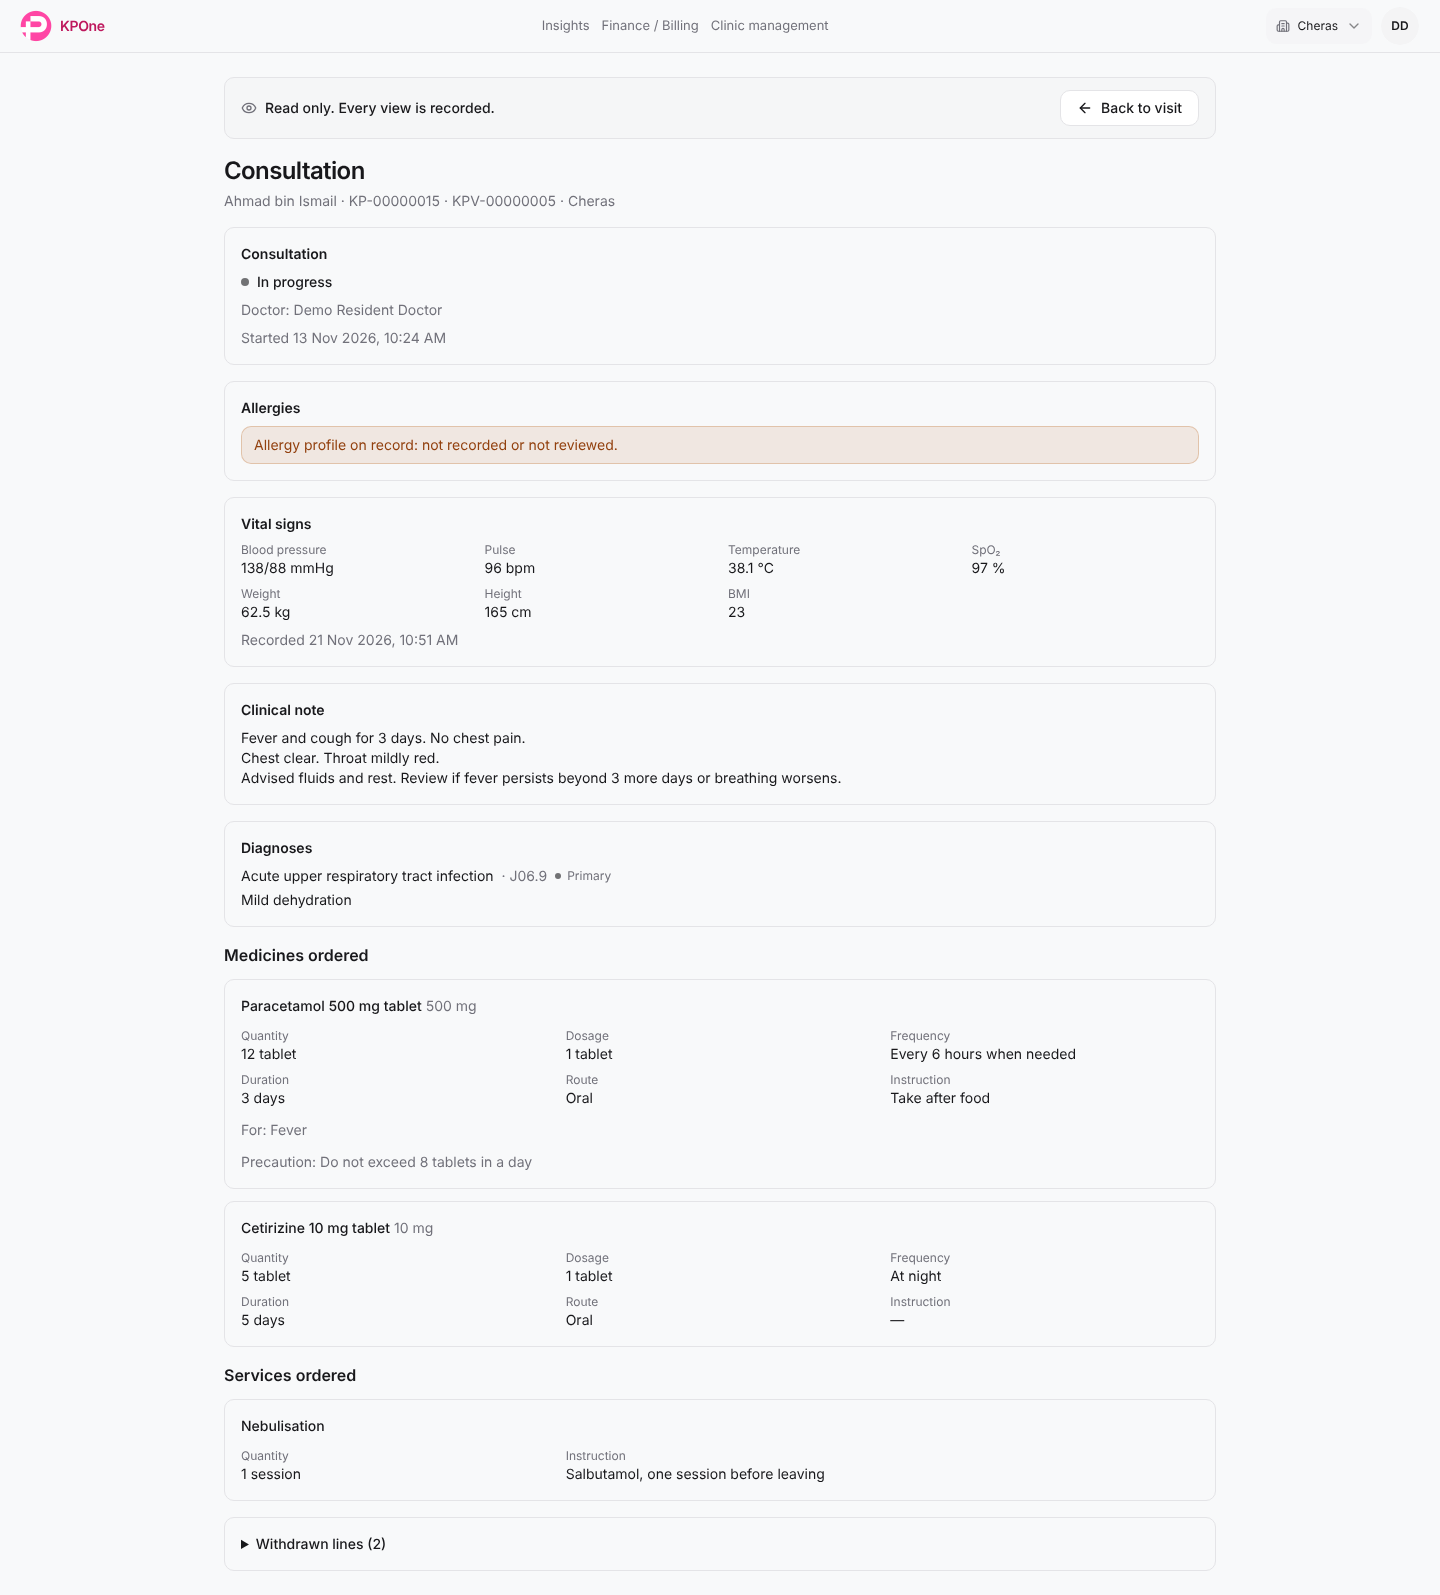 KPOne
Insights Finance / Billing Clinic management
Cheras
DD
Read only. Every view is recorded.
Back to visit
Consultation
Ahmad bin Ismail · KP-00000015 · KPV-00000005 · Cheras
Consultation
In progress
Doctor: Demo Resident Doctor
Started 13 Nov 2026, 10:24 AM
Allergies
Allergy profile on record: not recorded or not reviewed.
Vital signs
Blood pressure Pulse Temperature SpO₂
138/88 mmHg 96 bpm 38.1 °C 97 %
Weight Height BMI
62.5 kg 165 cm 23
Recorded 21 Nov 2026, 10:51 AM
Clinical note
Fever and cough for 3 days. No chest pain.
Chest clear. Throat mildly red.
Advised fluids and rest. Review if fever persists beyond 3 more days or breathing worsens.
Diagnoses
Acute upper respiratory tract infection · J06.9 Primary
Mild dehydration
Medicines ordered
Paracetamol 500 mg tablet 500 mg
Quantity Dosage Frequency
12 tablet 1 tablet Every 6 hours when needed
Duration Route Instruction
3 days Oral Take after food
For: Fever
Precaution: Do not exceed 8 tablets in a day
Cetirizine 10 mg tablet 10 mg
Quantity Dosage Frequency
5 tablet 1 tablet At night
Duration Route Instruction
5 days Oral —
Services ordered
Nebulisation
Quantity Instruction
1 session Salbutamol, one session before leaving
Withdrawn lines (2)